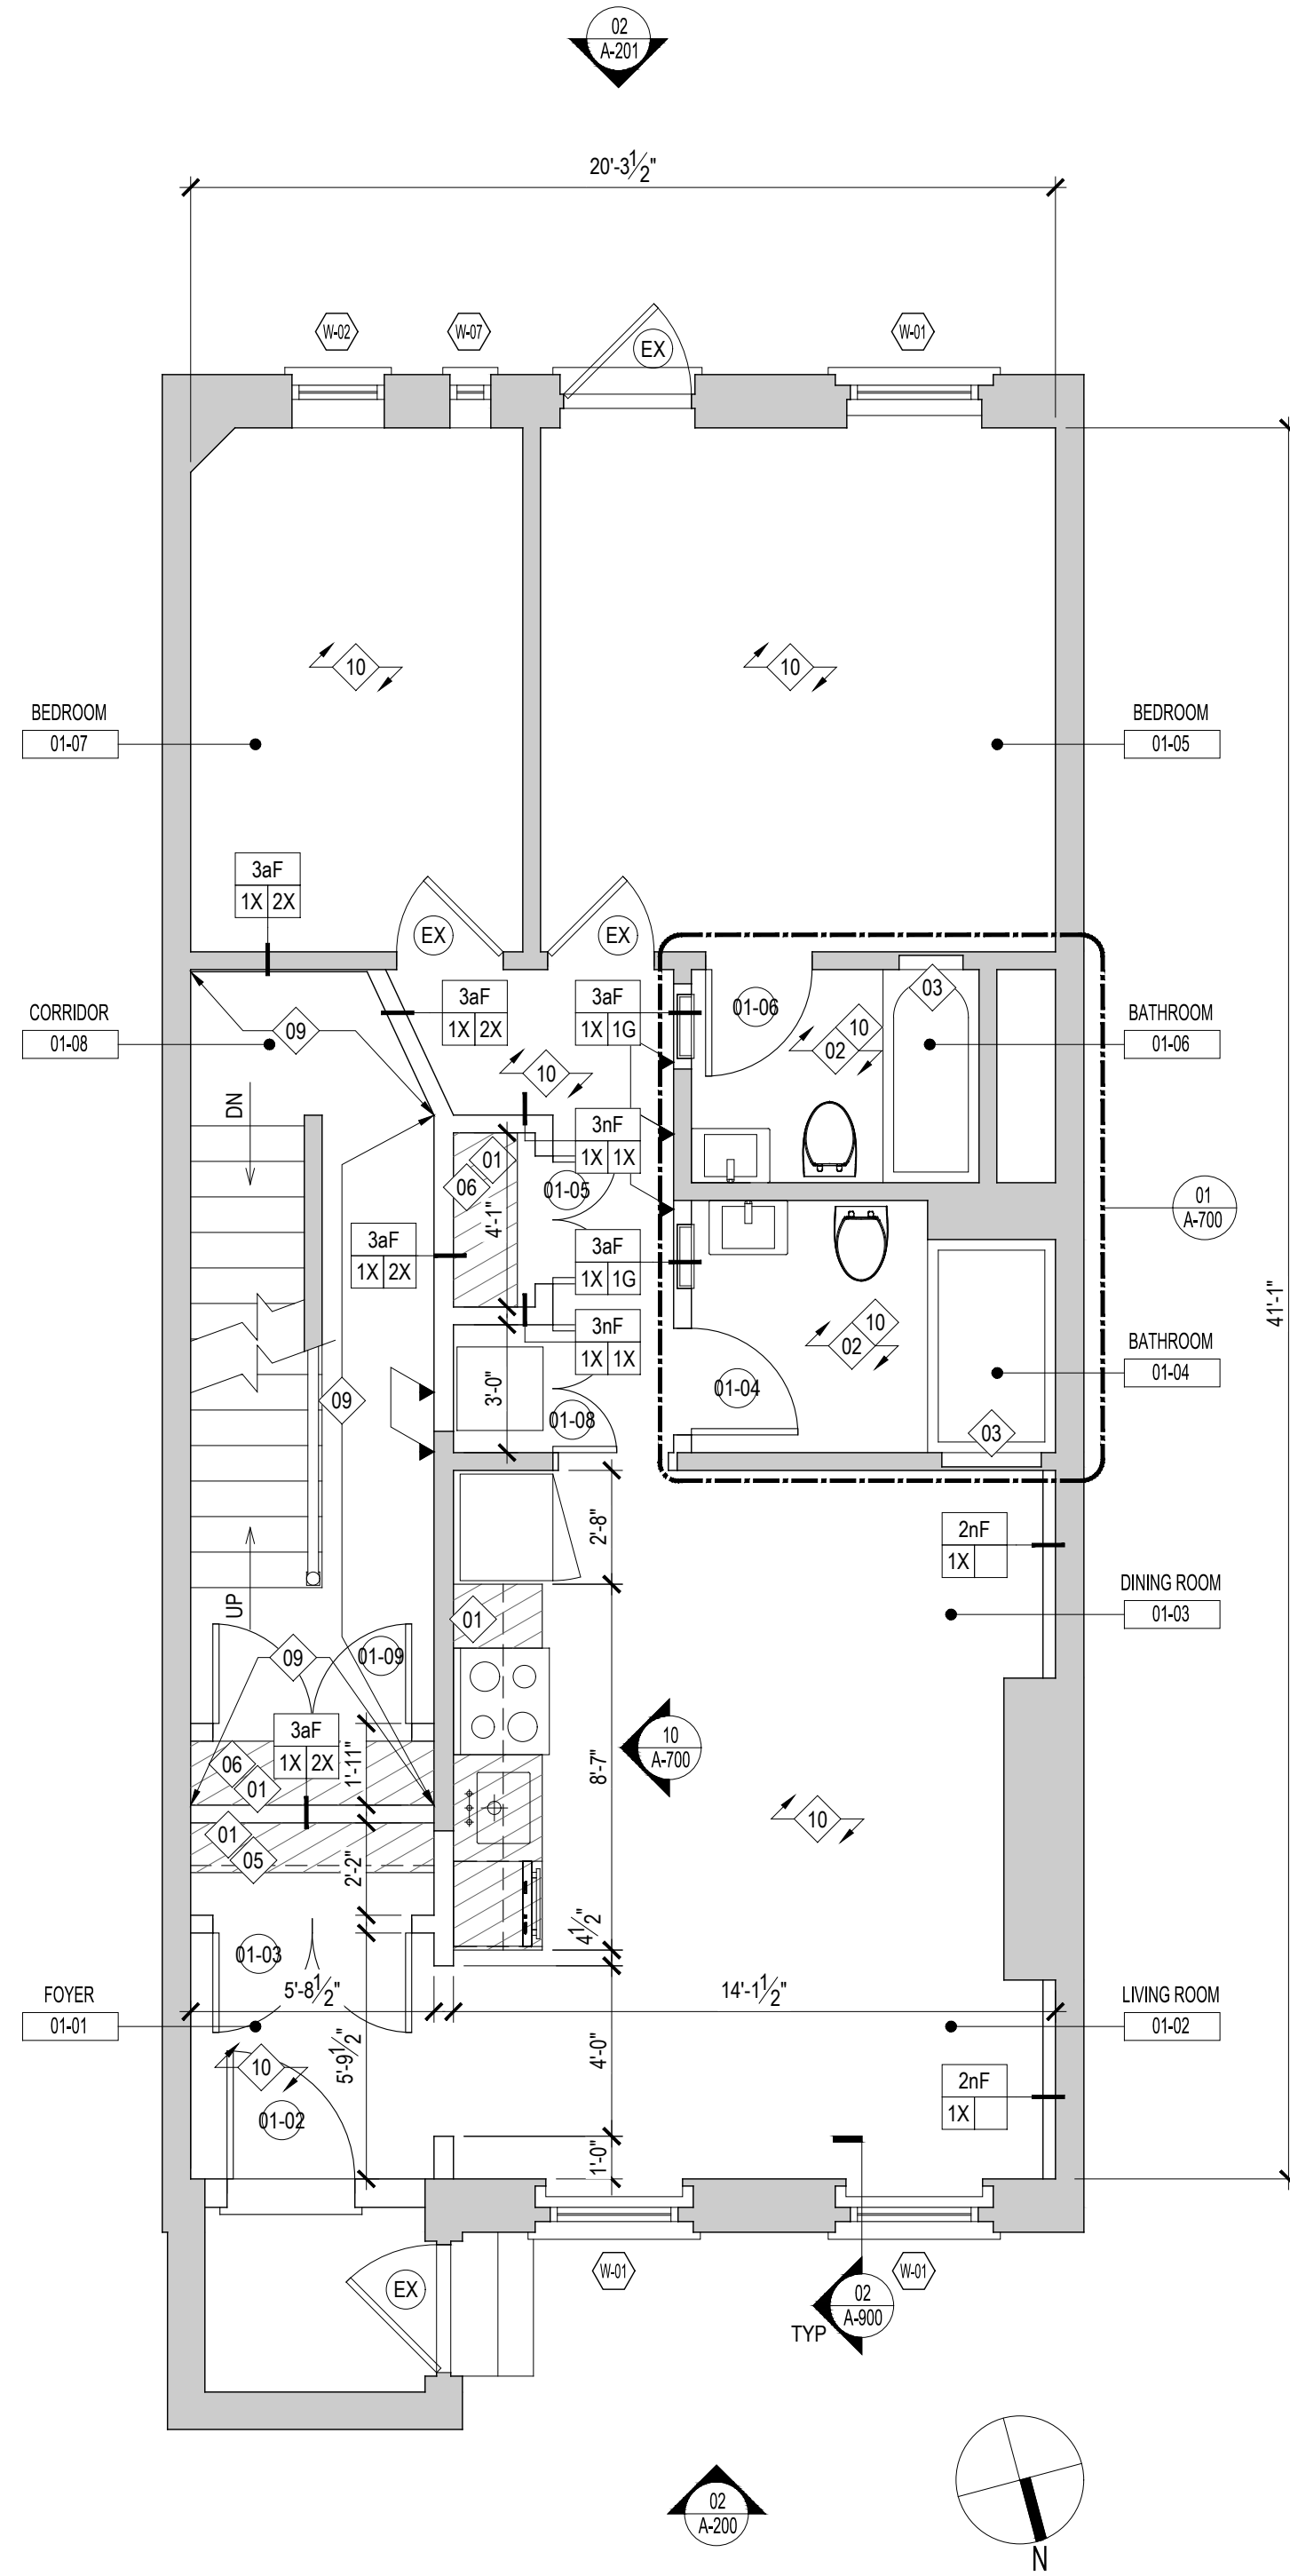 02
A-201
20'-3 1/2"
W-02
W-07
EX
W-01
10
10
BEDROOM
01-07
BEDROOM
01-05
3aF
1X 2X
EX
EX
CORRIDOR
01-08
09
3aF
1X 2X
3aF
1X 1G
01-06
03
10
02
BATHROOM
01-06
10
DN
3nF
1X 1X
01
06
01-05
4'-1"
01
A-700
3aF
1X 2X
3aF
1X 1G
41'-1"
3nF
1X 1X
10
02
BATHROOM
01-04
09
3'-0"
01-04
01-08
03
2'-8"
2nF
1X
UP
01
DINING ROOM
01-03
09
01-09
3aF
1X 2X
10
A-700
06
01
1'-11"
8'-7"
10
01
05
2'-2"
4 1/2"
01-03
5'-8 1/2"
14'-1 1/2"
FOYER
01-01
LIVING ROOM
01-02
10
5'-9 1/2"
4'-0"
2nF
1X
01-02
1'-0"
EX
W-01
W-01
02
A-900
TYP
02
A-200
N